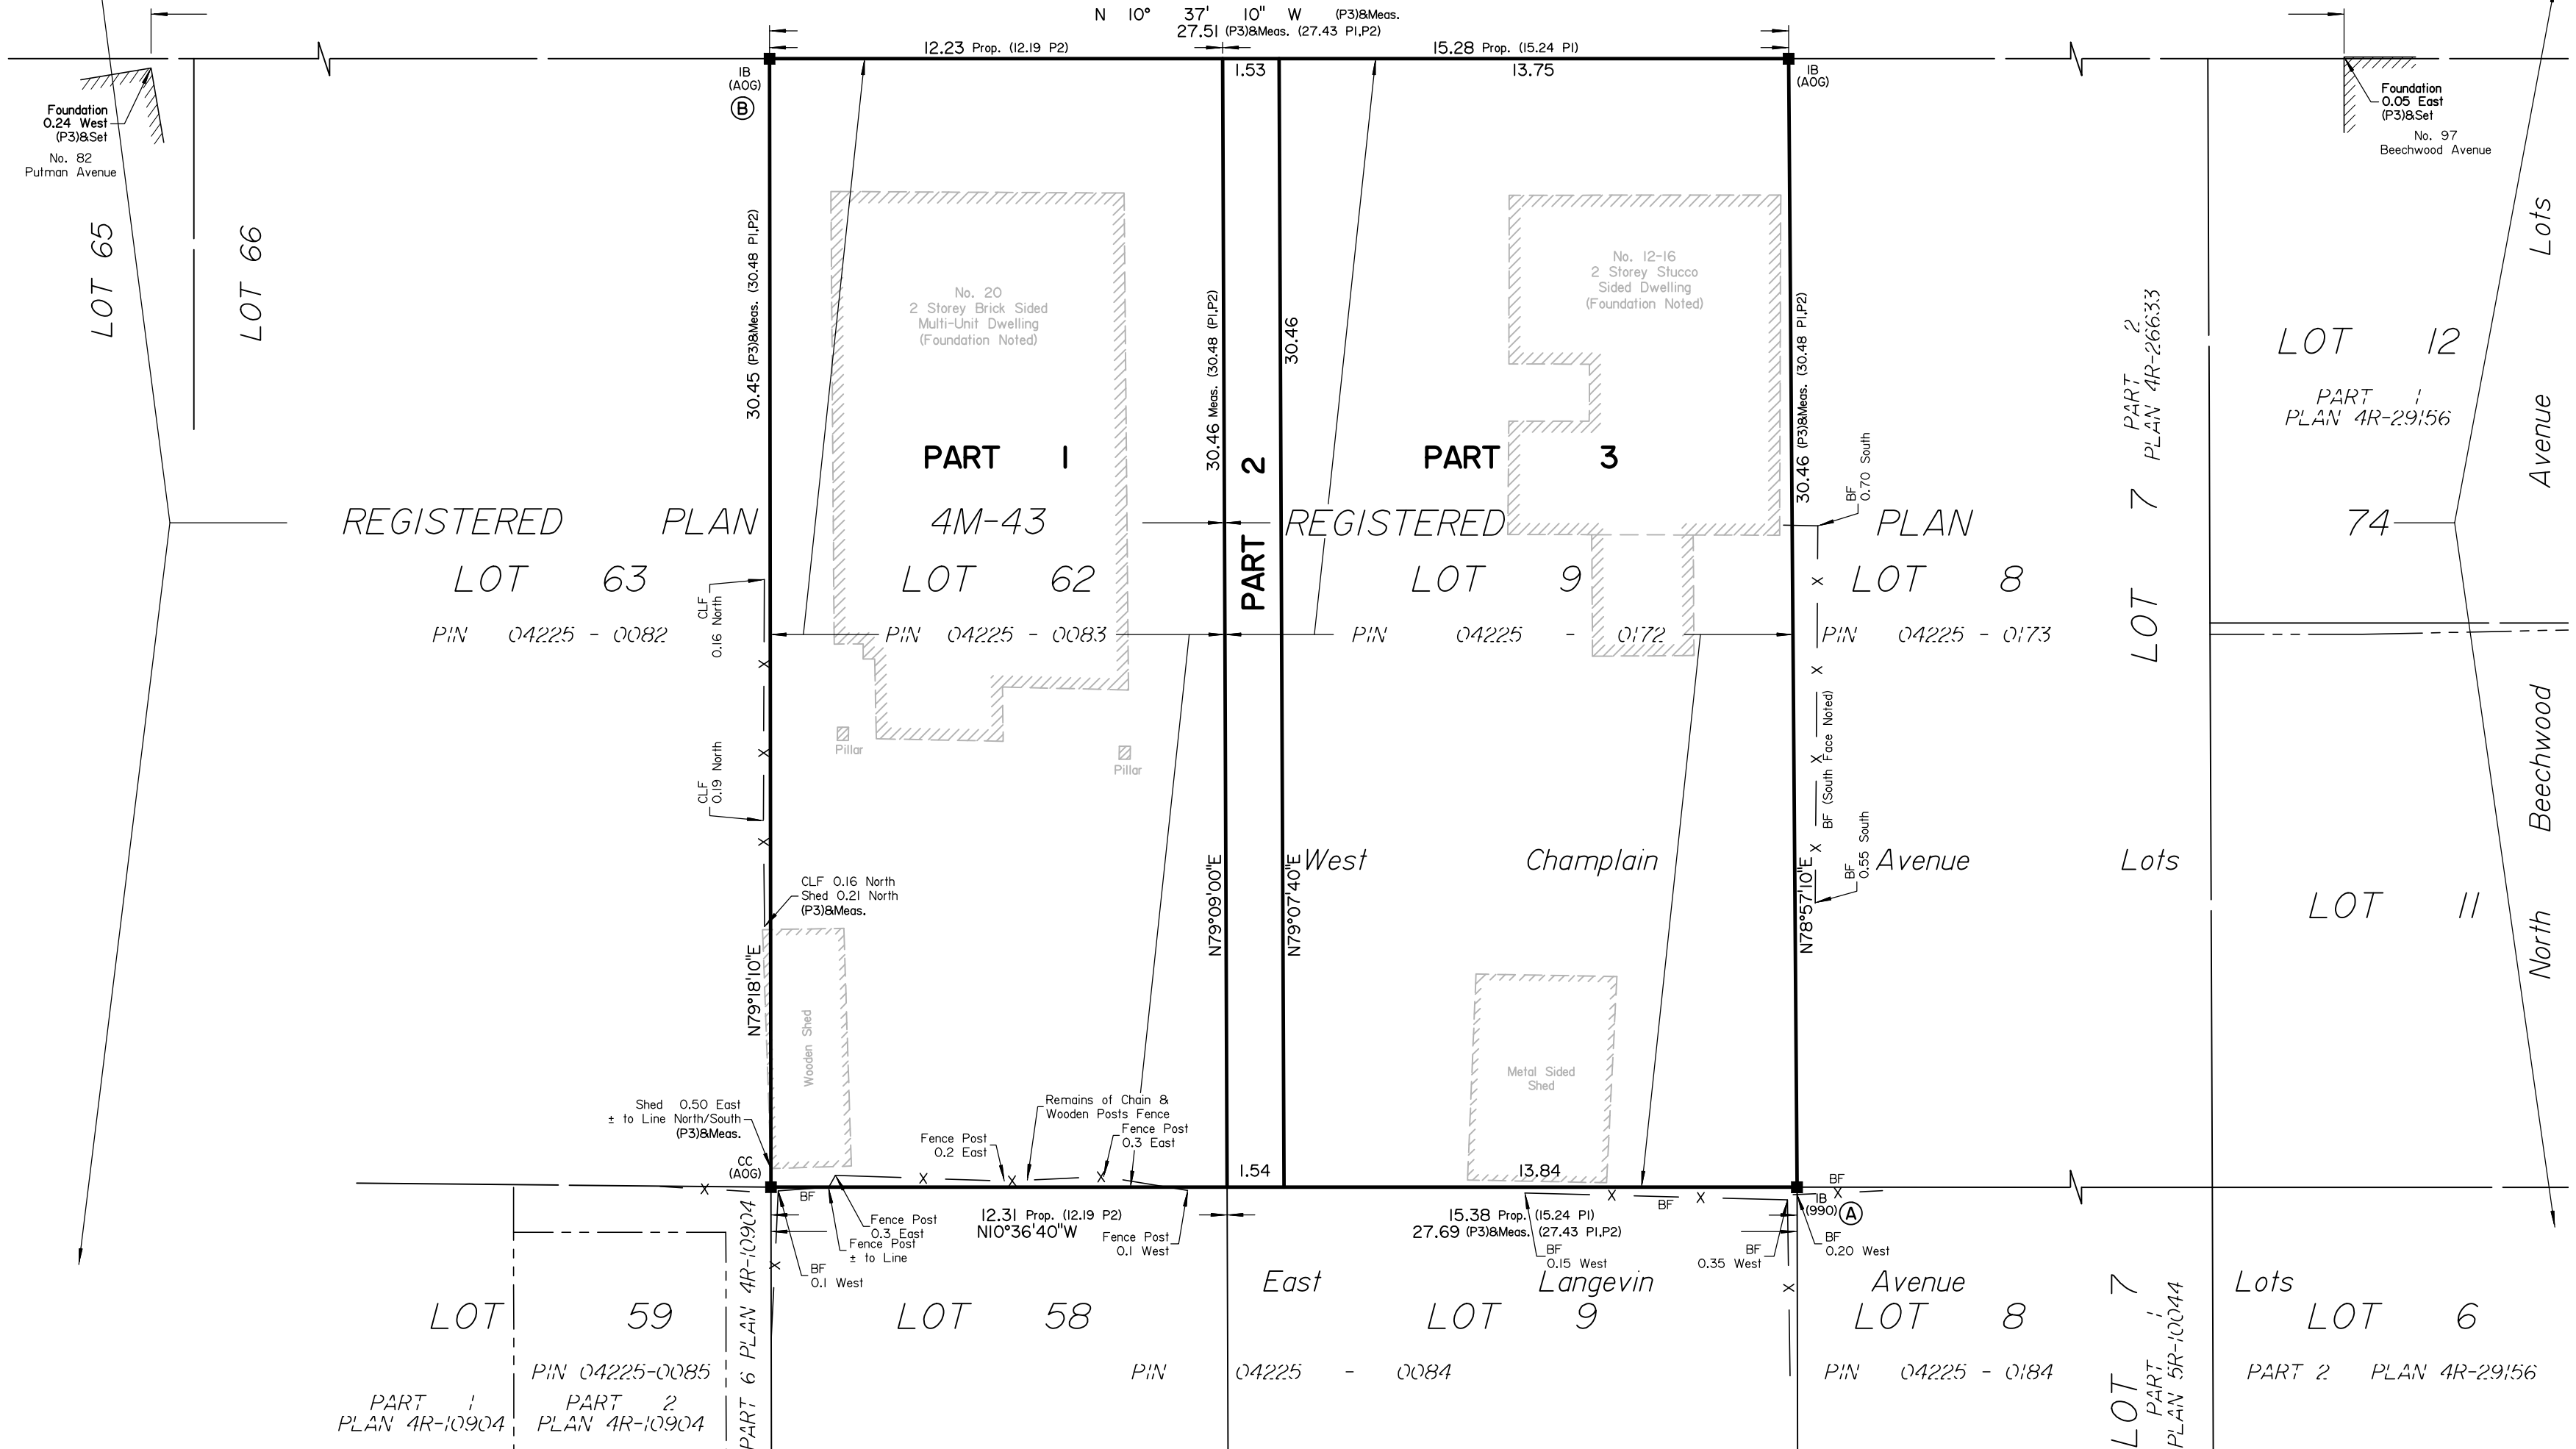 N 10° 37' 10" W (P3)&Meas.
27.51 (P3)&Meas. (27.43 P1,P2)
12.23 Prop. (12.19 P2)
15.28 Prop. (15.24 P1)
1.53
13.75
IB
(AOG)
B
IB
(AOG)
Foundation
0.24 West
(P3)&Set
No. 82
Putman Avenue
Foundation
0.05 East
(P3)&Set
No. 97
Beechwood Avenue
LOT 65
LOT 66
30.45 (P3)&Meas. (30.48 P1,P2)
No. 20
2 Storey Brick Sided
Multi-Unit Dwelling
(Foundation Noted)
30.46 Meas. (30.48 (P1,P2)
30.46
No. 12-16
2 Storey Stucco
Sided Dwelling
(Foundation Noted)
30.46 (P3)&Meas. (30.48 P1,P2)
PART 2
PLAN 4R-26633
LOT 7
LOT 12
PART 1
PLAN 4R-29156
North Beechwood Avenue Lots
PART 1
PART 2
PART 3
BF
0.70 South
REGISTERED PLAN 4M-43
REGISTERED PLAN 74
LOT 63
LOT 62
LOT 9
LOT 8
CLF
0.16 North
PIN 04225 - 0082
PIN 04225 - 0083
PIN 04225 - 0172
PIN 04225 - 0173
X
X
X
X
X
X
X
BF (South Face Noted)
Pillar
Pillar
CLF
0.19 North
West Champlain Avenue Lots
BF
0.55 South
CLF 0.16 North
Shed 0.21 North
(P3)&Meas.
LOT 11
N79°18'10"E
N79°09'00"E
N79°07'40"E
N78°57'10"E
Wooden Shed
Metal Sided
Shed
Shed 0.50 East
± to Line North/South
(P3)&Meas.
Remains of Chain &
Wooden Posts Fence
Fence Post
0.2 East
Fence Post
0.3 East
CC
(AOG)
1.54
13.84
X
X
X
X
BF
X
X
BF
BF
X
IB
(990)
A
12.31 Prop. (12.19 P2)
N10°36'40"W
15.38 Prop. (15.24 P1)
27.69 (P3)&Meas. (27.43 P1,P2)
Fence Post
0.3 East
Fence Post
± to Line
Fence Post
0.1 West
BF
0.1 West
BF
0.15 West
BF
0.35 West
BF
0.20 West
X
X
East Langevin Avenue Lots
LOT 59
LOT 58
LOT 9
LOT 8
LOT 7
LOT 6
PART 6 PLAN 4R-10904
PIN 04225-0085
PIN 04225 - 0084
PIN 04225 - 0184
PART 1
PLAN 5R-10044
PART 2 PLAN 4R-29156
PART 1
PLAN 4R-10904
PART 2
PLAN 4R-10904